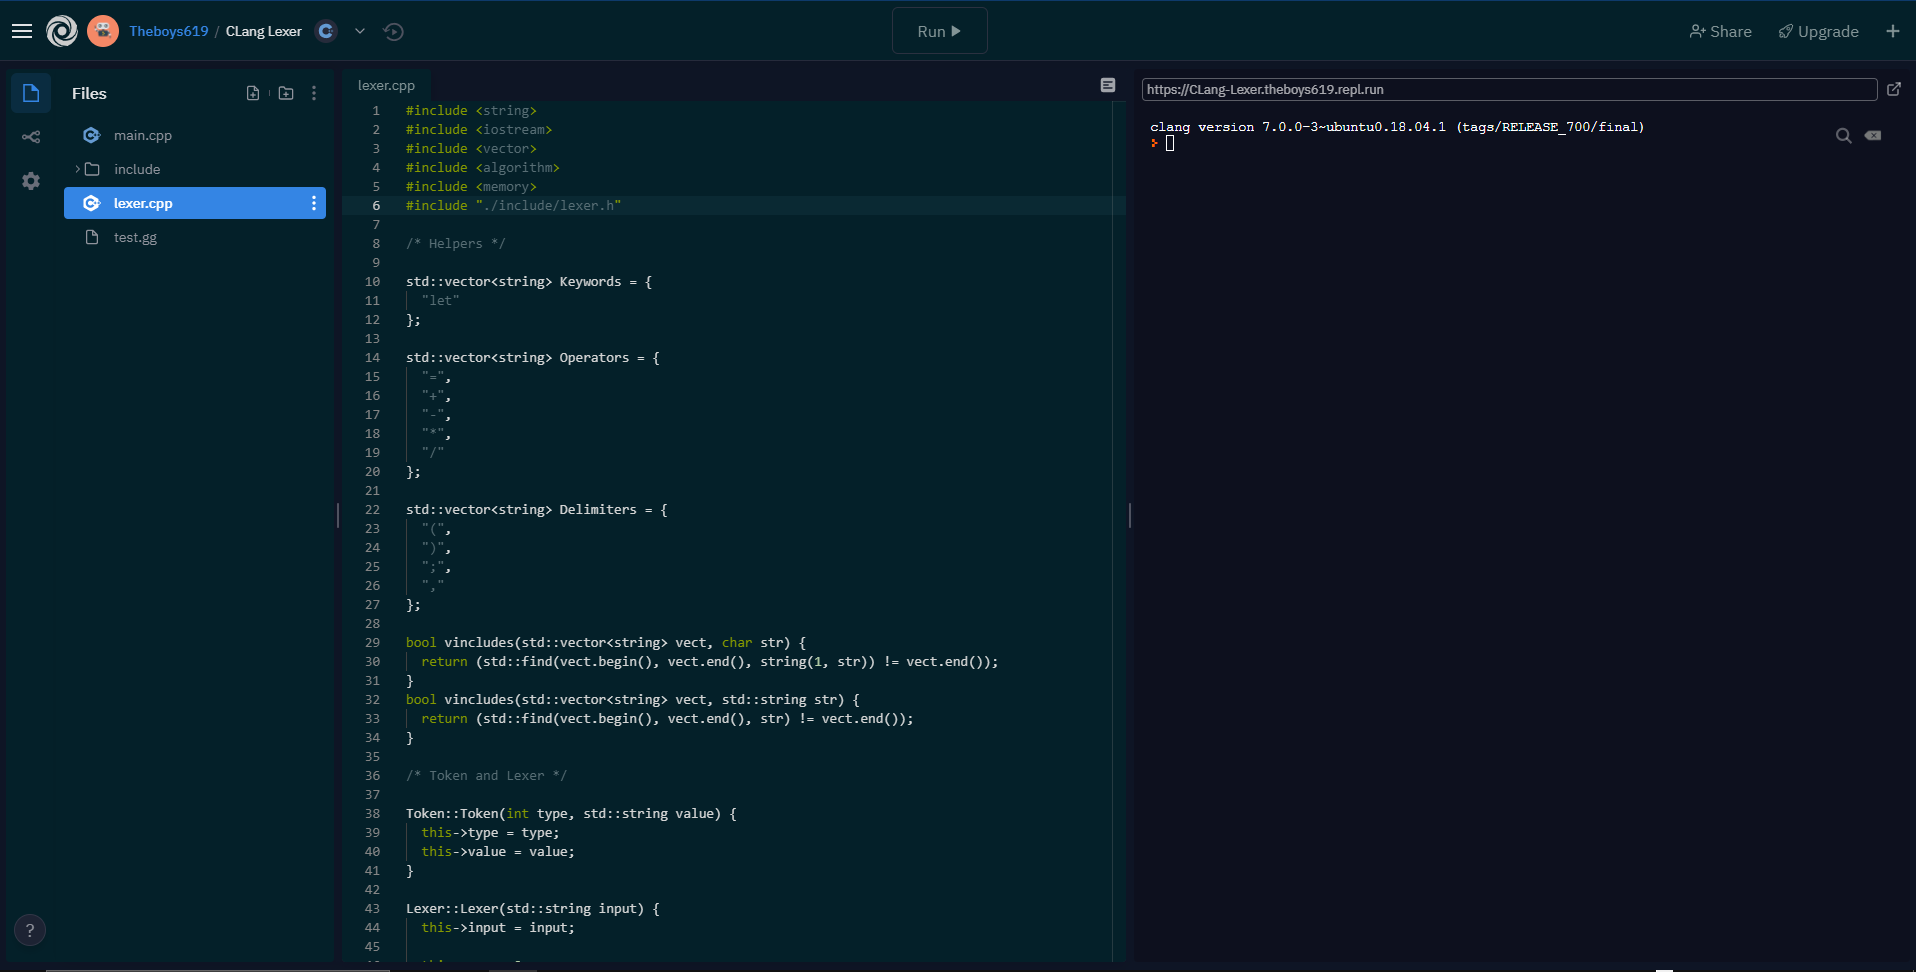 Theboys619 / CLang Lexer
Run
Share
Upgrade
Files
main.cpp
include
lexer.cpp
test.gg
lexer.cpp
1 #include <string>
2 #include <iostream>
3 #include <vector>
4 #include <algorithm>
5 #include <memory>
6 #include "./include/lexer.h"
7
8 /* Helpers */
9
10 std::vector<string> Keywords = {
11   "let"
12 };
13
14 std::vector<string> Operators = {
15   "=",
16   "+",
17   "-",
18   "*",
19   "/"
20 };
21
22 std::vector<string> Delimiters = {
23   "(",
24   ")",
25   ";",
26   ","
27 };
28
29 bool vincludes(std::vector<string> vect, char str) {
30   return (std::find(vect.begin(), vect.end(), string(1, str)) != vect.end());
31 }
32 bool vincludes(std::vector<string> vect, std::string str) {
33   return (std::find(vect.begin(), vect.end(), str) != vect.end());
34 }
35
36 /* Token and Lexer */
37
38 Token::Token(int type, std::string value) {
39   this->type = type;
40   this->value = value;
41 }
42
43 Lexer::Lexer(std::string input) {
44   this->input = input;
45
https://CLang-Lexer.theboys619.repl.run
clang version 7.0.0-3~ubuntu0.18.04.1 (tags/RELEASE_700/final)
?